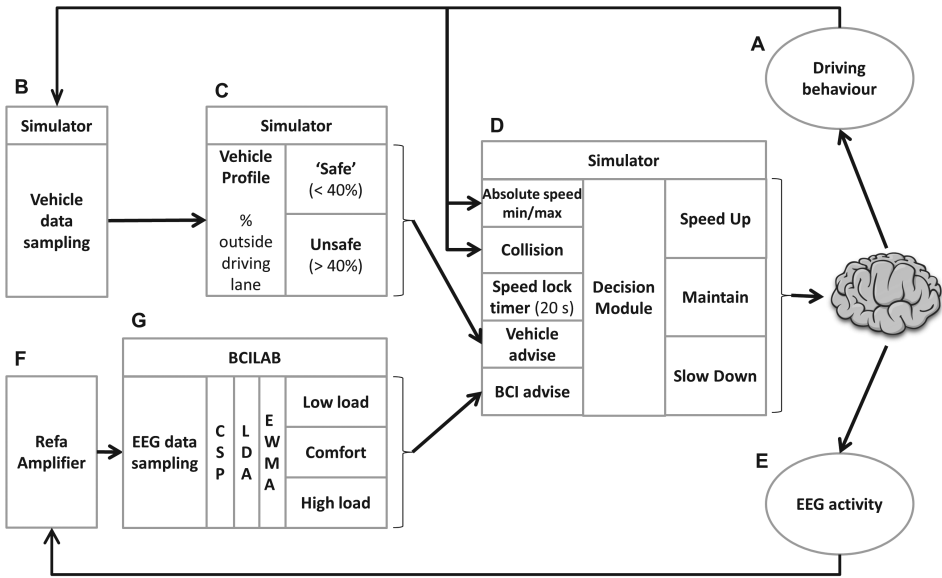 A
Driving
behaviour
B
Simulator
Vehicle
data
sampling
C
Simulator
Vehicle
Profile
%
outside
driving
lane
‘Safe’
(< 40%)
Unsafe
(> 40%)
D
Simulator
Absolute speed
min/max
Collision
Speed lock
timer (20 s)
Vehicle
advise
BCI advise
Decision
Module
Speed Up
Maintain
Slow Down
E
EEG activity
F
Refa
Amplifier
G
BCILAB
EEG data
sampling
C
S
P
L
D
A
E
W
M
A
Low load
Comfort
High load